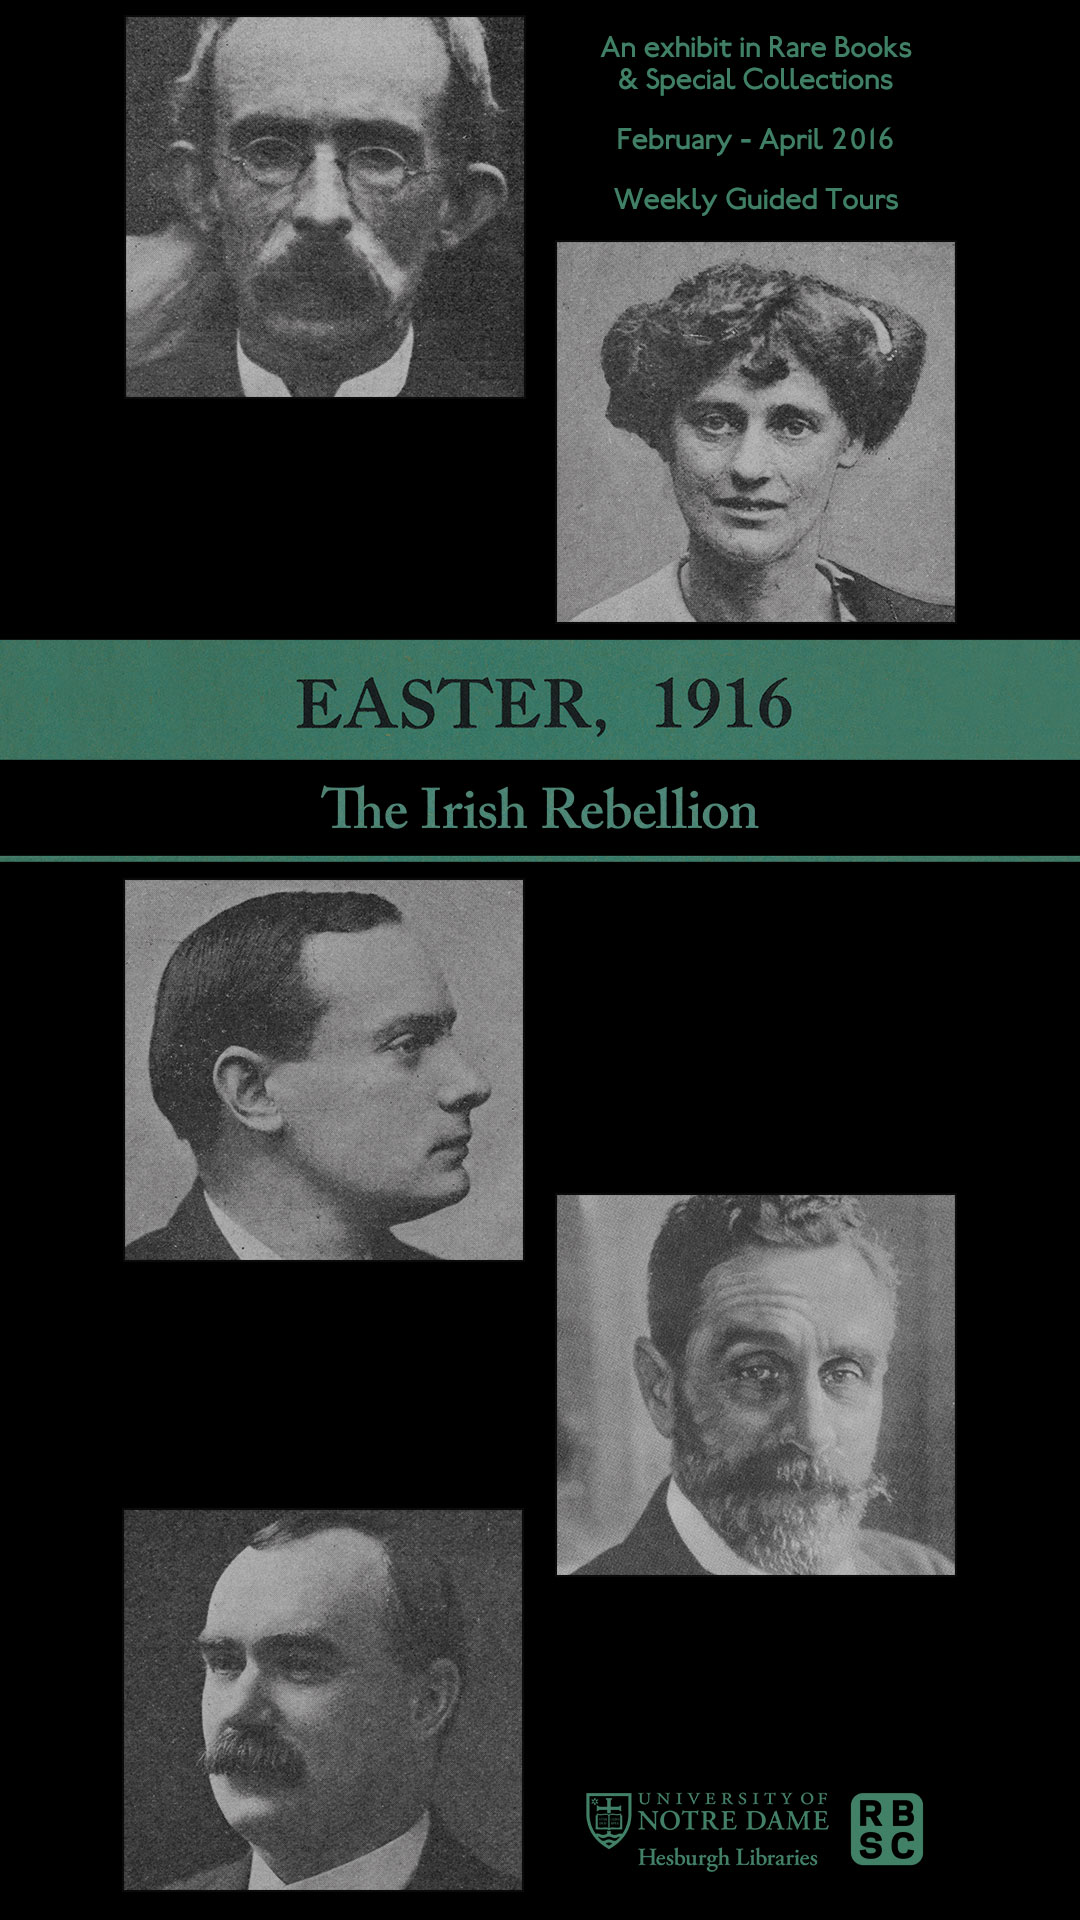 An exhibit in Rare Books
& Special Collections
February - April 2016
Weekly Guided Tours
EASTER, 1916
The Irish Rebellion
UNIVERSITY OF
NOTRE DAME
Hesburgh Libraries
RB
SC